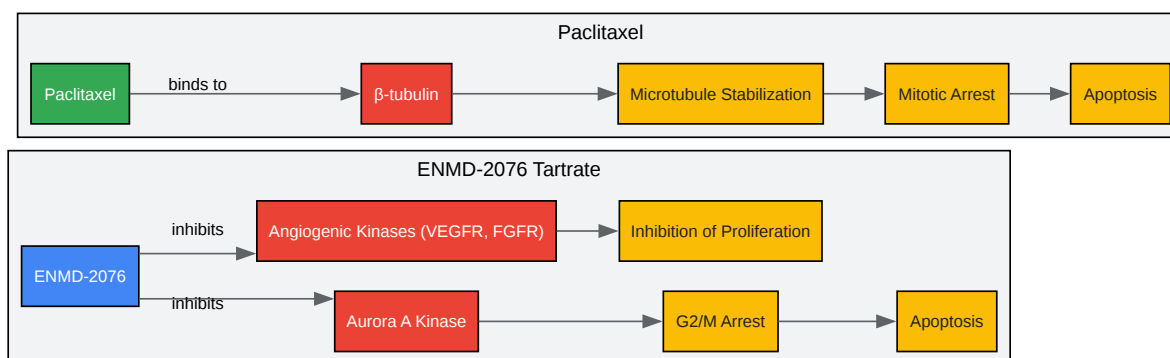 Paclitaxel
Paclitaxel
binds to
β-tubulin
Microtubule Stabilization
Mitotic Arrest
Apoptosis
ENMD-2076 Tartrate
ENMD-2076
inhibits
Angiogenic Kinases (VEGFR, FGFR)
Inhibition of Proliferation
inhibits
Aurora A Kinase
G2/M Arrest
Apoptosis